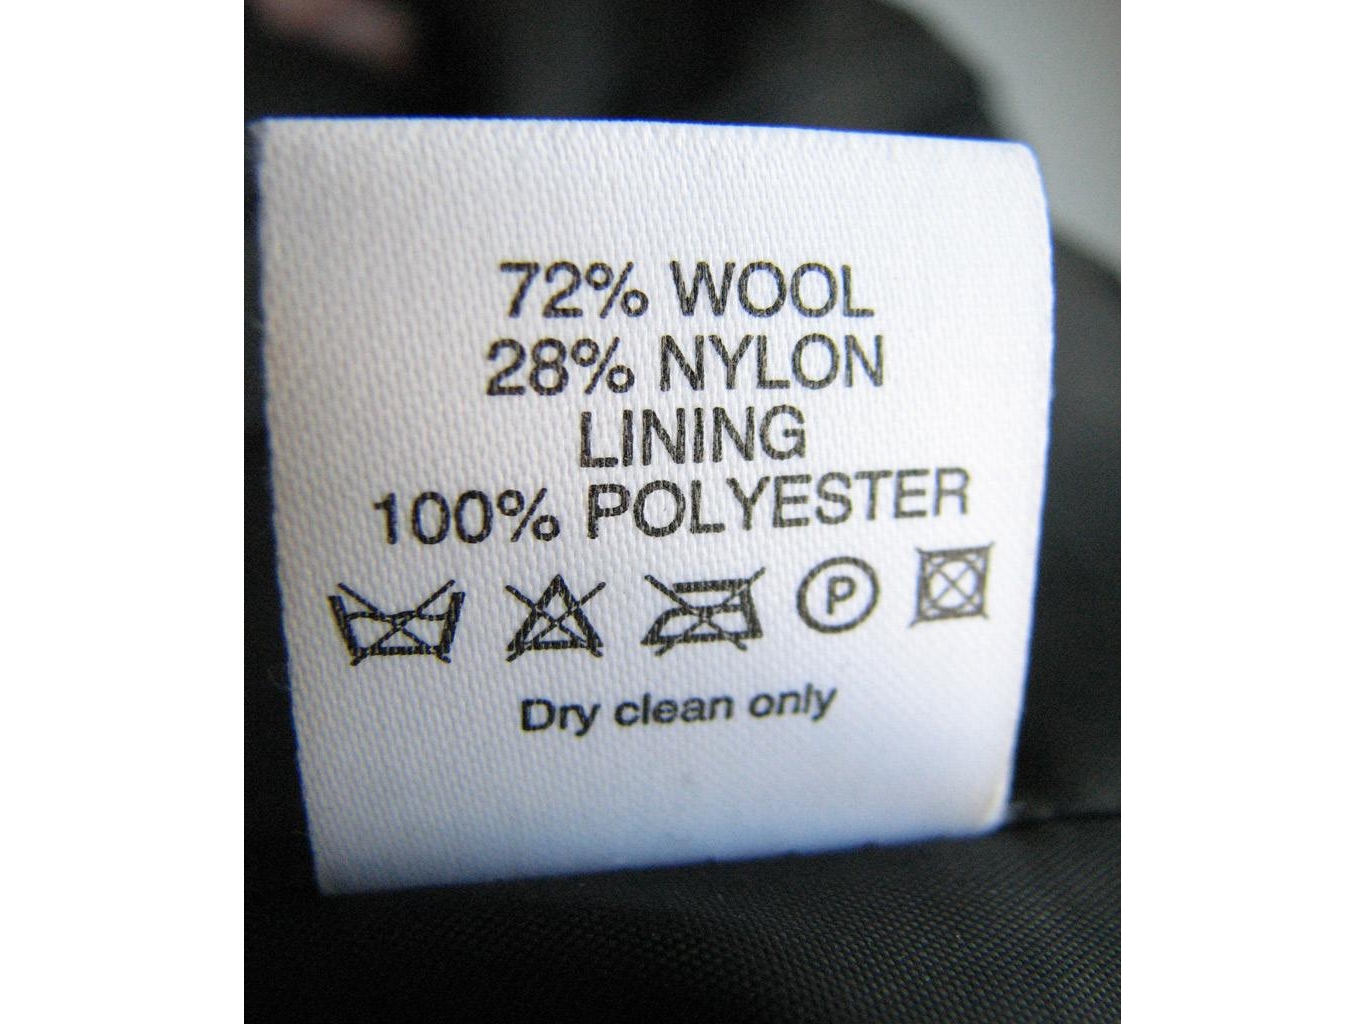 72% WOOL
28% NYLON
LINING
100% POLYESTER
P
Dry clean only